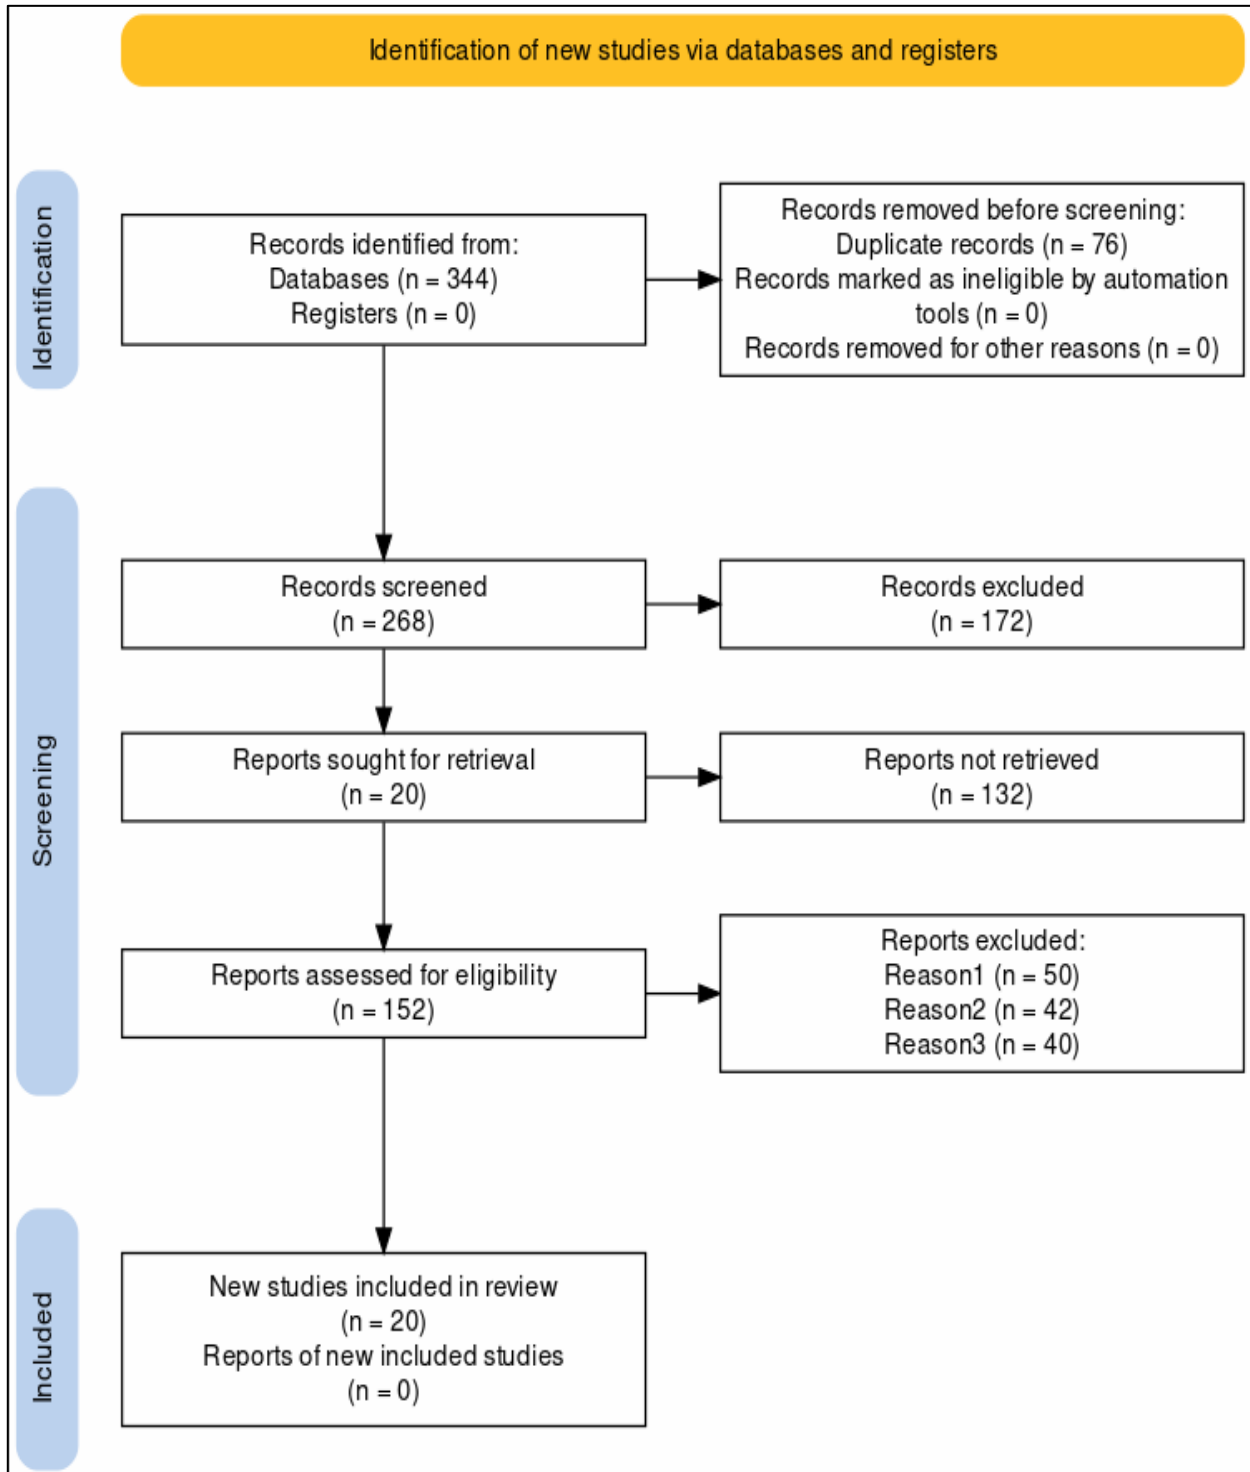 Identification of new studies via databases and registers
Identification
Records identified from:
Databases (n = 344)
Registers (n = 0)
Records removed before screening:
Duplicate records (n = 76)
Records marked as ineligible by automation
tools (n = 0)
Records removed for other reasons (n = 0)
Screening
Records screened
(n = 268)
Records excluded
(n = 172)
Reports sought for retrieval
(n = 20)
Reports not retrieved
(n = 132)
Reports assessed for eligibility
(n = 152)
Reports excluded:
Reason1 (n = 50)
Reason2 (n = 42)
Reason3 (n = 40)
Included
New studies included in review
(n = 20)
Reports of new included studies
(n = 0)